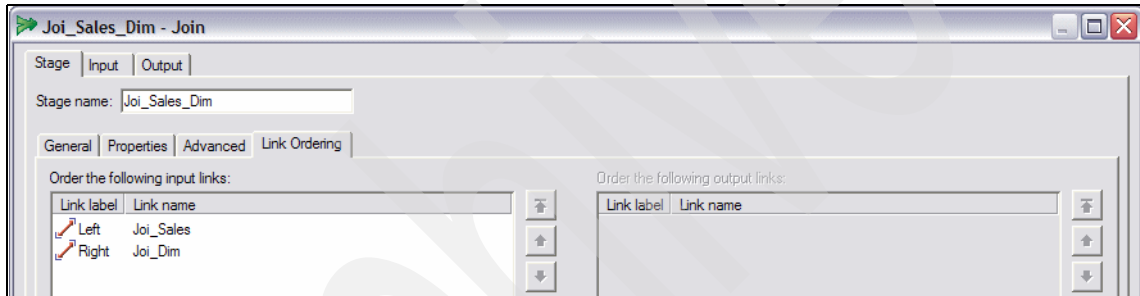 Joi_Sales_Dim - Join
Stage Input Output
Stage name: Joi_Sales_Dim
General Properties Advanced Link Ordering
Order the following input links: Order the following output links:
Link label Link name Link label Link name
Left Joi_Sales
Right Joi_Dim